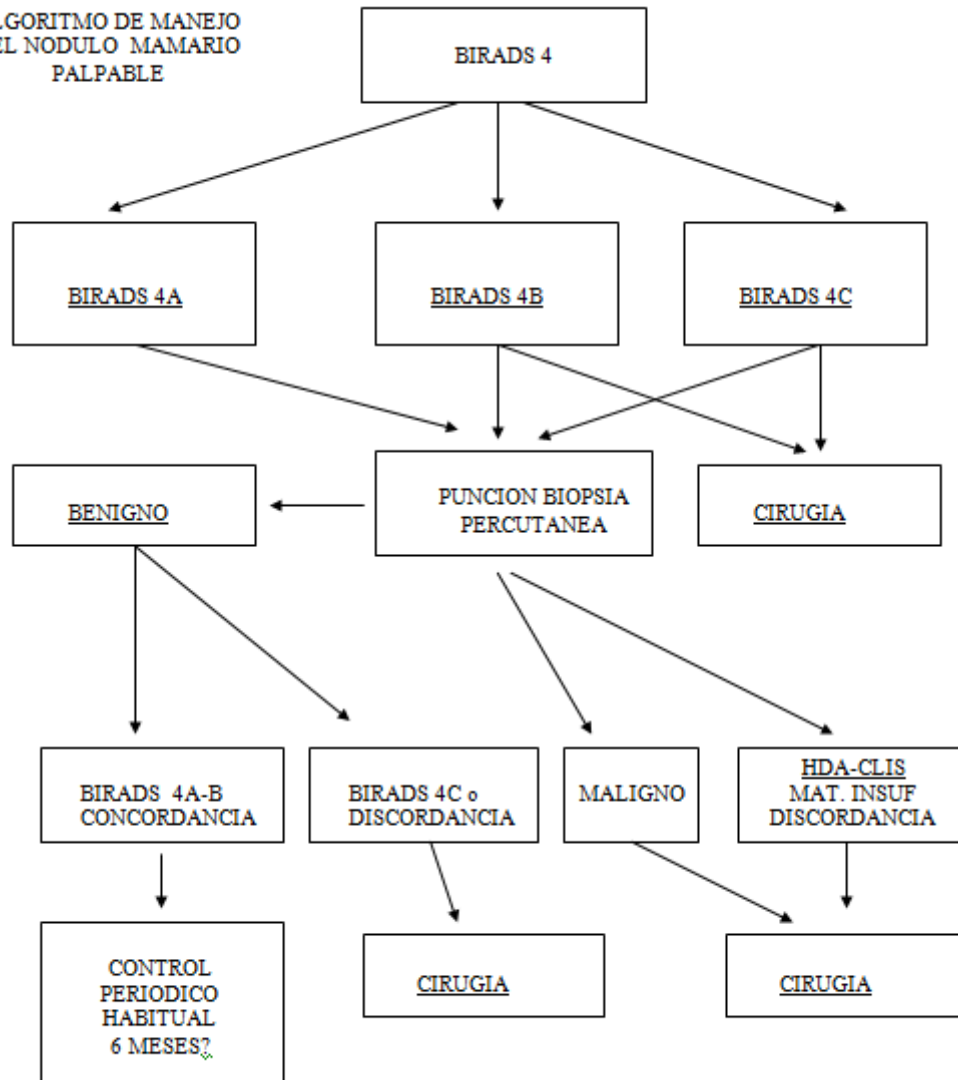 LGORITMO DE MANEJO
EL NODULO MAMARIO
PALPABLE
BIRADS 4
BIRADS 4A
BIRADS 4B
BIRADS 4C
BENIGNO
PUNCION BIOPSIA
PERCUTANEA
CIRUGIA
BIRADS 4A-B
CONCORDANCIA
BIRADS 4C o
DISCORDANCIA
MALIGNO
HDA-CLIS
MAT. INSUF
DISCORDANCIA
CONTROL
PERIODICO
HABITUAL
6 MESES?
CIRUGIA
CIRUGIA